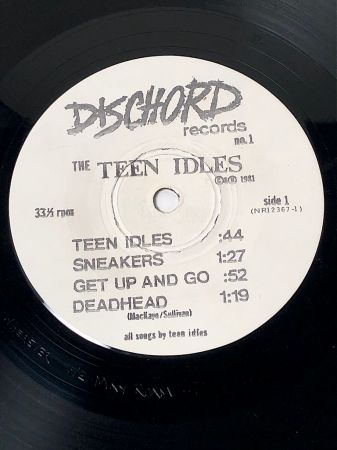 DISCHORD
records
no.1
THE TEEN IDLES
©&℗ 1981
33⅓ rpm
side 1
(NR12367-1)
TEEN IDLES :44
SNEAKERS 1:27
GET UP AND GO :52
DEADHEAD 1:19
(MacKaye/Sullivan)
all songs by teen idles